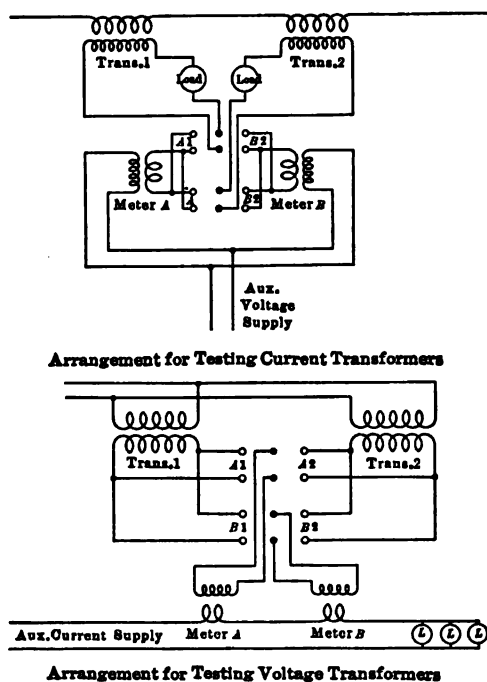 Trans.1
Trans.2
Load
Load
A1
B2
Meter A
A
B2
Meter B
Aux.
Voltage
Supply
Arrangement for Testing Current Transformers
Trans.1
A1
A2
Trans.2
B1
B2
Aux.Current Supply
Meter A
Meter B
L
L
L
Arrangement for Testing Voltage Transformers